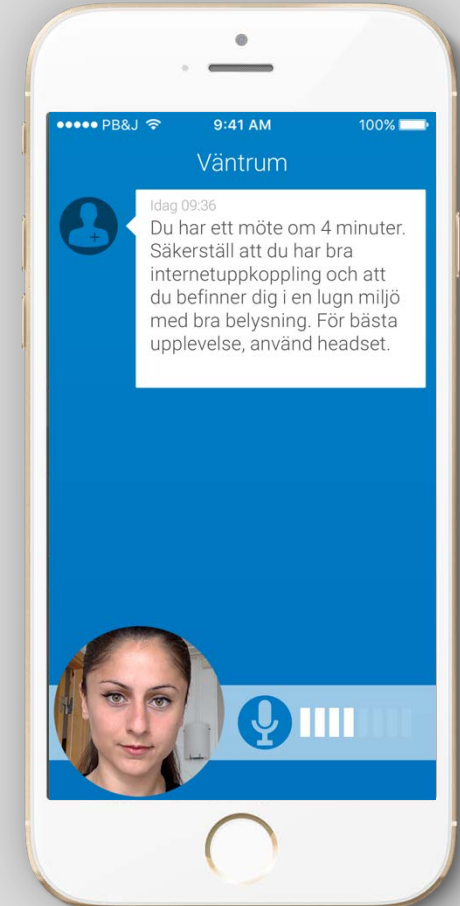 PB&J 9:41 AM 100%
Väntrum
Idag 09:36
Du har ett möte om 4 minuter.
Säkerställ att du har bra
internetuppkoppling och att
du befinner dig i en lugn miljö
med bra belysning. För bästa
upplevelse, använd headset.